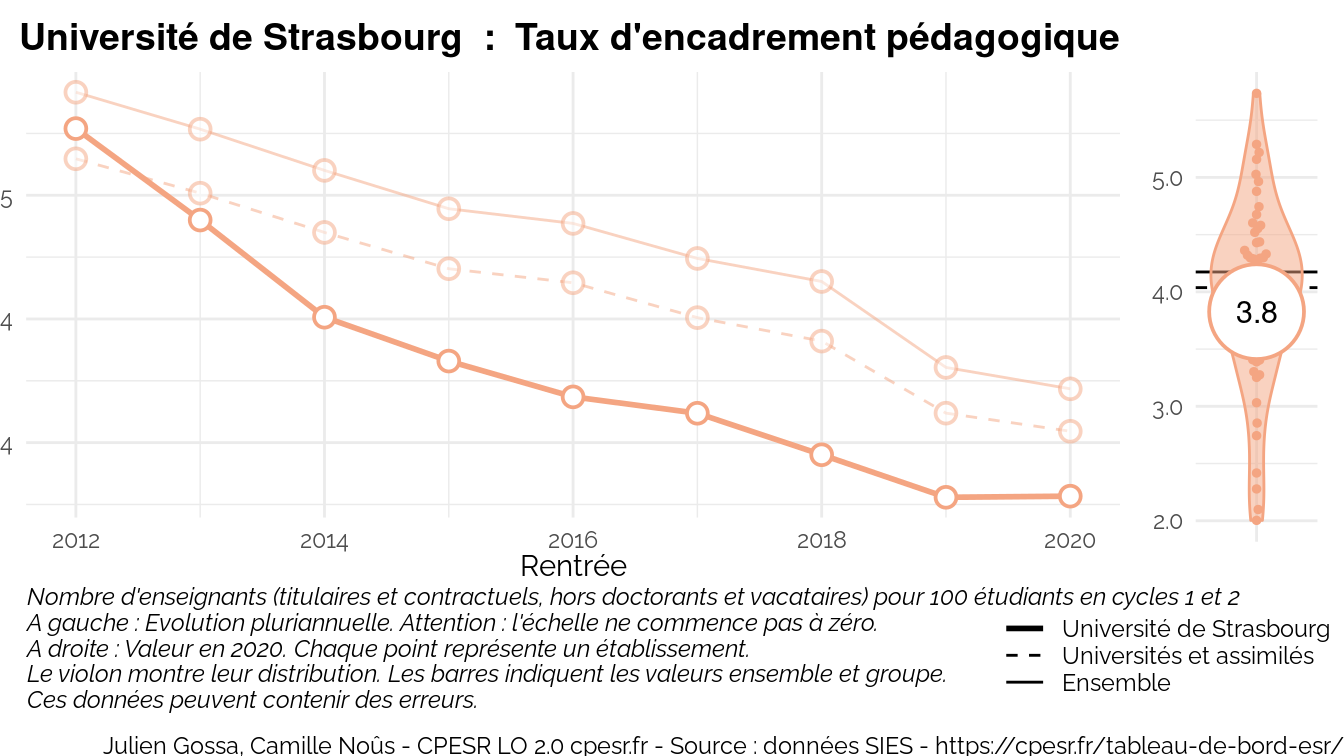 Université de Strasbourg : Taux d'encadrement pédagogique
5
4
4
2012 2014 2016 2018 2020
Rentrée
5.0
4.0
3.0
2.0
3.8
Nombre d'enseignants (titulaires et contractuels, hors doctorants et vacataires) pour 100 étudiants en cycles 1 et 2
A gauche : Evolution pluriannuelle. Attention : l'échelle ne commence pas à zéro.
A droite : Valeur en 2020. Chaque point représente un établissement.
Le violon montre leur distribution. Les barres indiquent les valeurs ensemble et groupe.
Ces données peuvent contenir des erreurs.
Université de Strasbourg
Universités et assimilés
Ensemble
Julien Gossa, Camille Noûs - CPESR LO 2.0 cpesr.fr - Source : données SIES - https://cpesr.fr/tableau-de-bord-esr/